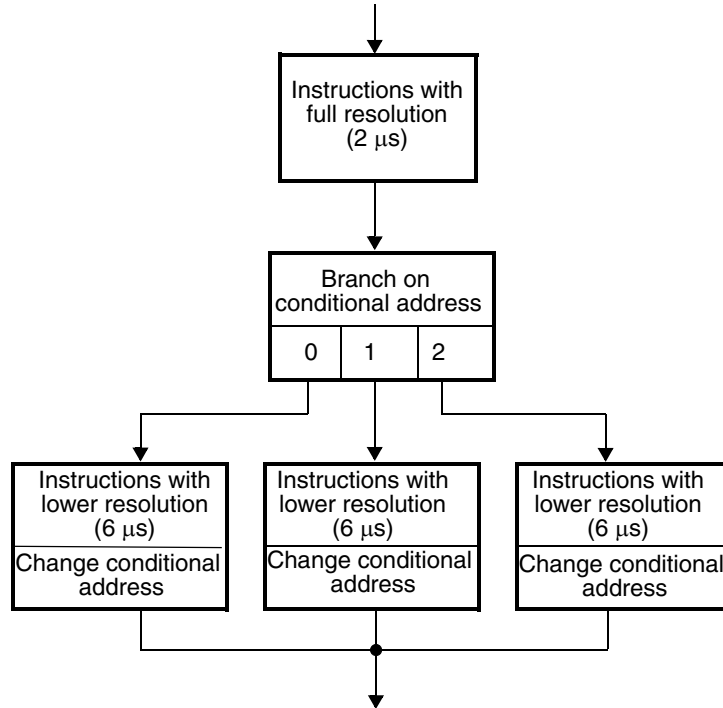 Instructions with
full resolution
(2 μs)
Branch on
conditional address
0
1
2
Instructions with
lower resolution
(6 μs)
Change conditional
address
Instructions with
lower resolution
(6 μs)
Change conditional
address
Instructions with
lower resolution
(6 μs)
Change conditional
address